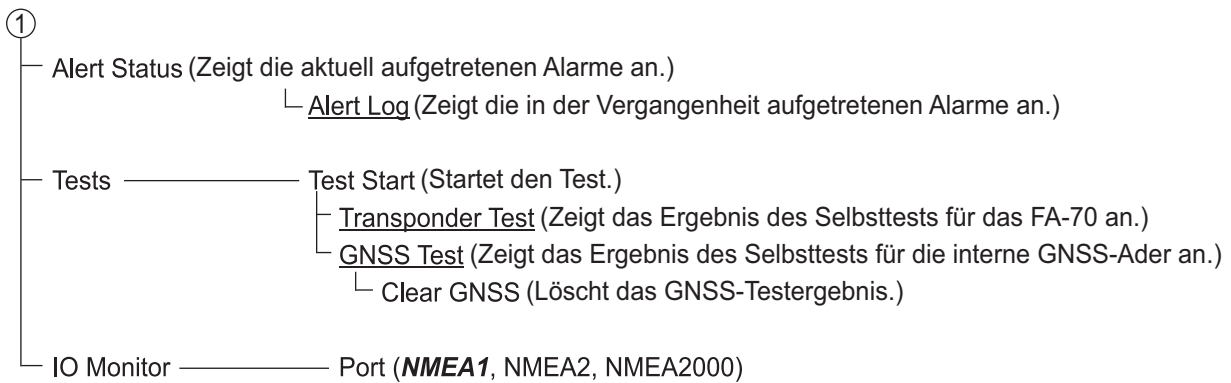 1
Alert Status (Zeigt die aktuell aufgetretenen Alarme an.)
Alert Log (Zeigt die in der Vergangenheit aufgetretenen Alarme an.)
Tests Test Start (Startet den Test.)
Transponder Test (Zeigt das Ergebnis des Selbsttests für das FA-70 an.)
GNSS Test (Zeigt das Ergebnis des Selbsttests für die interne GNSS-Ader an.)
Clear GNSS (Löscht das GNSS-Testergebnis.)
IO Monitor Port (NMEA1, NMEA2, NMEA2000)